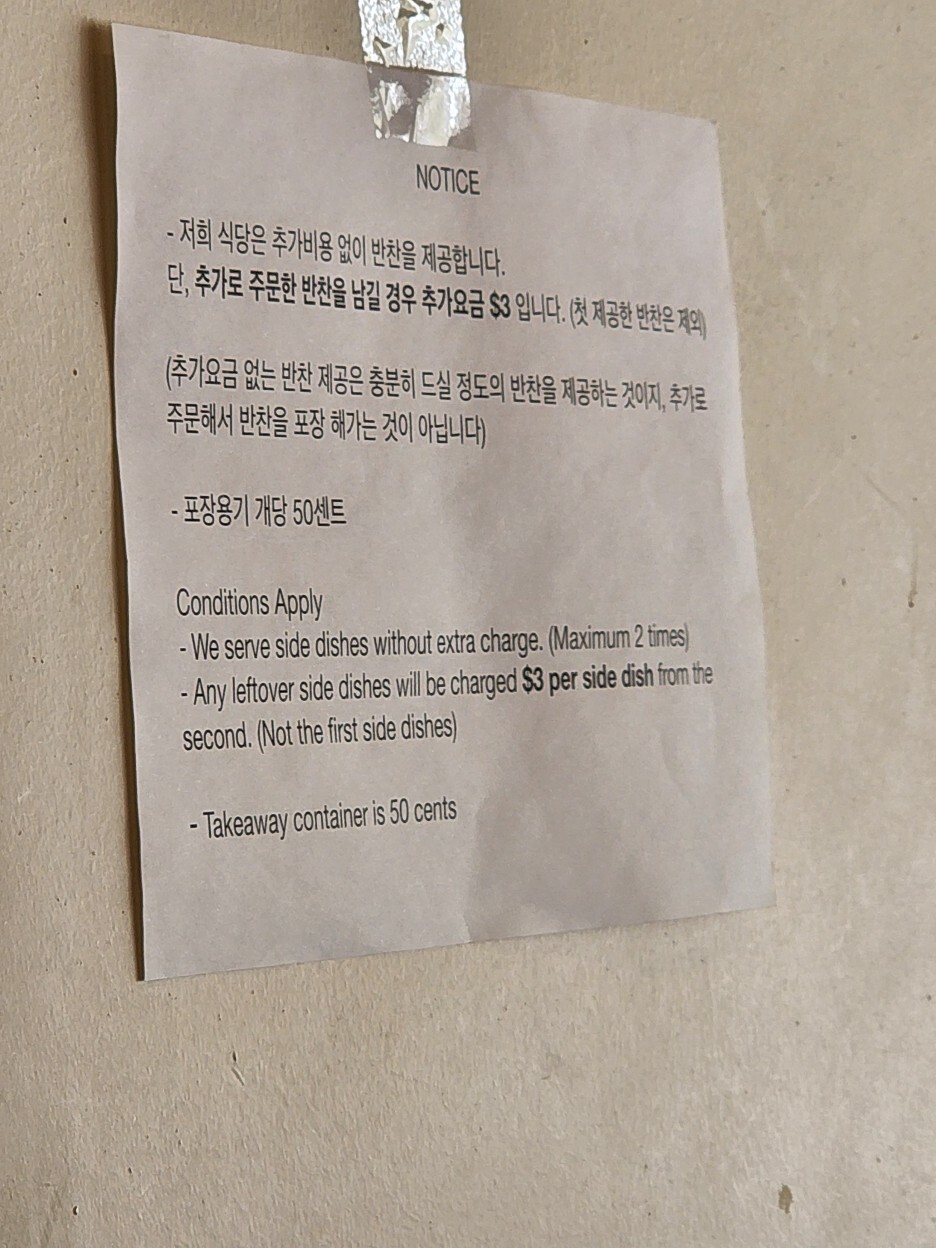 NOTICE
- 저희 식당은 추가비용 없이 반찬을 제공합니다.
단, 추가로 주문한 반찬을 남길 경우 추가요금 $3 입니다. (첫 제공한 반찬은 제외)
(추가요금 없는 반찬 제공은 충분히 드실 정도의 반찬을 제공하는 것이지, 추가로
주문해서 반찬을 포장 해가는 것이 아닙니다)
- 포장용기 개당 50센트
Conditions Apply
- We serve side dishes without extra charge. (Maximum 2 times)
- Any leftover side dishes will be charged $3 per side dish from the
second. (Not the first side dishes)
- Takeaway container is 50 cents